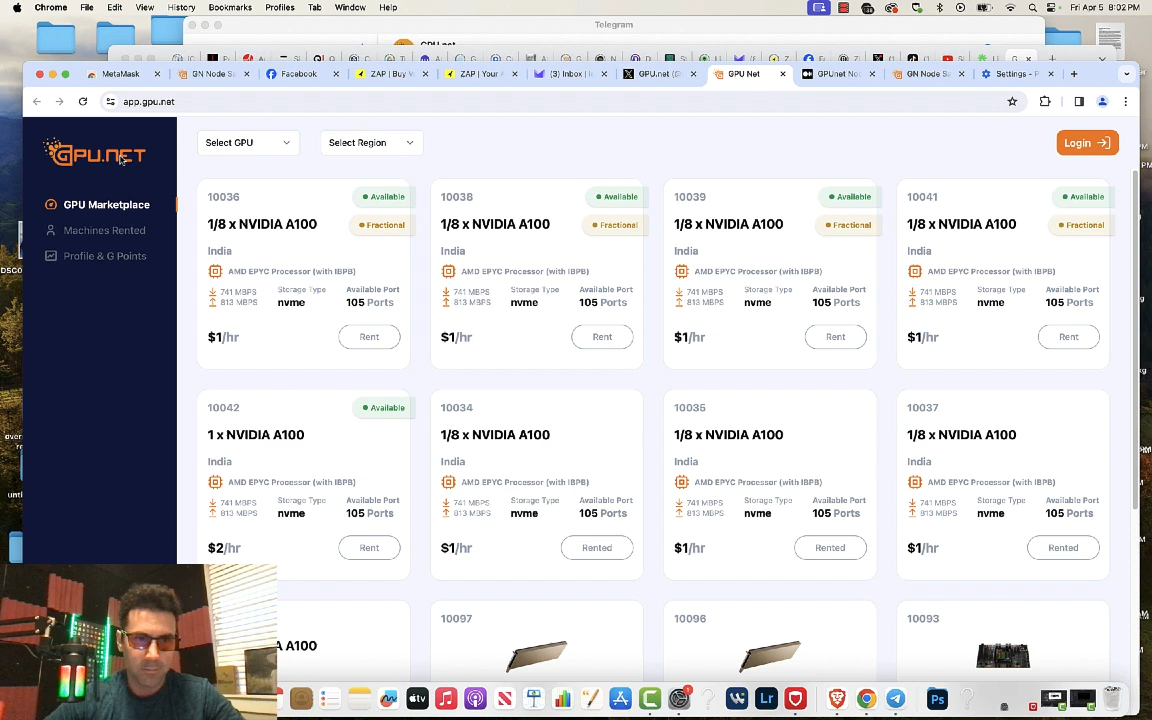 Chrome File Edit View History Bookmarks Profiles Tab Window Help Fri Apr 5 8:02 PM
Telegram
MetaMask GN Node Sa Facebook ZAP | Buy ZAP | Your (3) Inbox | GPU.net (@ GPU Net GPUnet No GN Node Sa Settings - P
app.gpu.net
GPU.NET
Select GPU Select Region Login
GPU Marketplace
Machines Rented
Profile & G Points
10036 Available 10038 Available 10039 Available 10041 Available
1/8 x NVIDIA A100 Fractional 1/8 x NVIDIA A100 Fractional 1/8 x NVIDIA A100 Fractional 1/8 x NVIDIA A100 Fractional
India India India India
AMD EPYC Processor (with IBPB) AMD EPYC Processor (with IBPB) AMD EPYC Processor (with IBPB) AMD EPYC Processor (with IBPB)
741 MBPS Storage Type Available Port 741 MBPS Storage Type Available Port 741 MBPS Storage Type Available Port 741 MBPS Storage Type Available Port
813 MBPS nvme 105 Ports 813 MBPS nvme 105 Ports 813 MBPS nvme 105 Ports 813 MBPS nvme 105 Ports
$1/hr Rent $1/hr Rent $1/hr Rent $1/hr Rent
10042 Available 10034 10035 10037
1 x NVIDIA A100 1/8 x NVIDIA A100 1/8 x NVIDIA A100 1/8 x NVIDIA A100
India India India India
AMD EPYC Processor (with IBPB) AMD EPYC Processor (with IBPB) AMD EPYC Processor (with IBPB) AMD EPYC Processor (with IBPB)
741 MBPS Storage Type Available Port 741 MBPS Storage Type Available Port 741 MBPS Storage Type Available Port 741 MBPS Storage Type Available Port
813 MBPS nvme 105 Ports 813 MBPS nvme 105 Ports 813 MBPS nvme 105 Ports 813 MBPS nvme 105 Ports
$2/hr Rent $1/hr Rented $1/hr Rented $1/hr Rented
10097 10096 10093
A100
tv Lr Ps